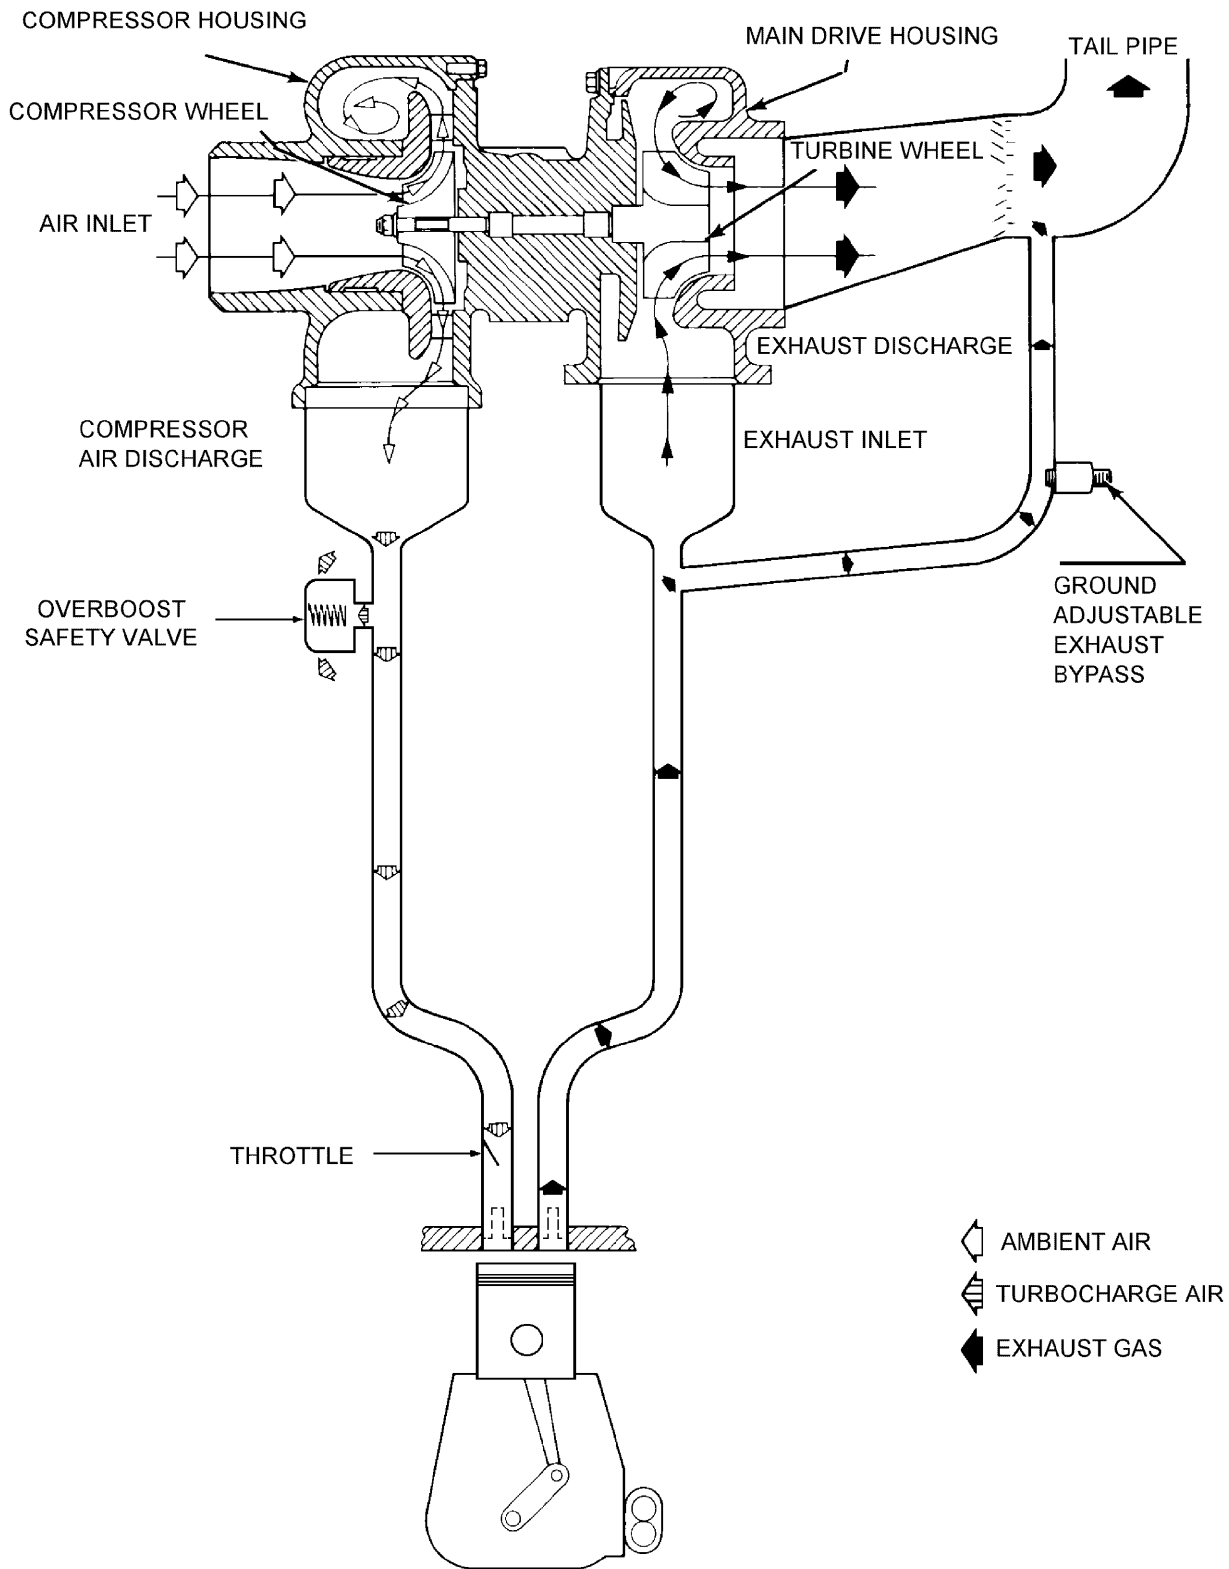 COMPRESSOR HOUSING
MAIN DRIVE HOUSING
TAIL PIPE
COMPRESSOR WHEEL
TURBINE WHEEL
AIR INLET
EXHAUST DISCHARGE
COMPRESSOR
AIR DISCHARGE
EXHAUST INLET
OVERBOOST
SAFETY VALVE
GROUND
ADJUSTABLE
EXHAUST
BYPASS
THROTTLE
AMBIENT AIR
TURBOCHARGE AIR
EXHAUST GAS